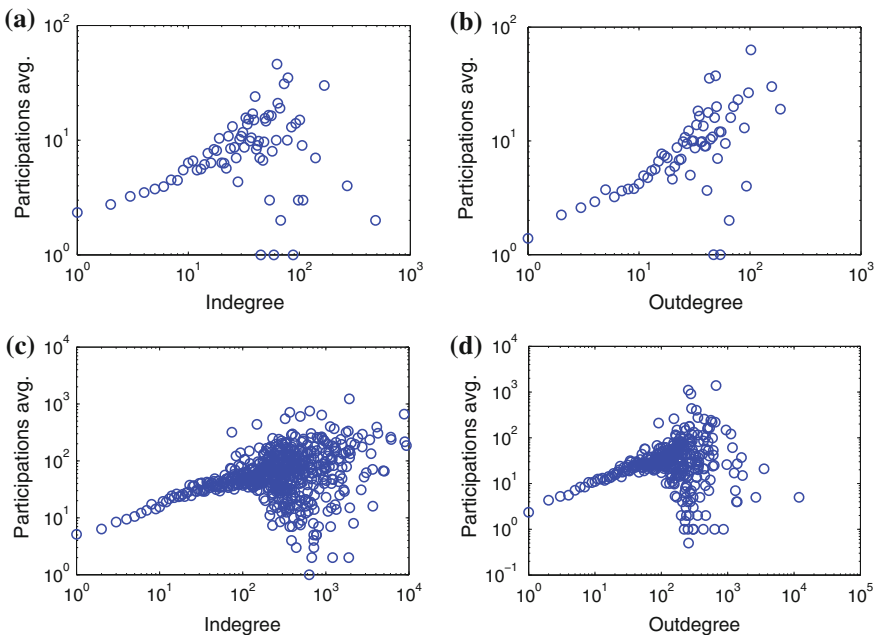 (a)
10^2
10^1
10^0
10^0 10^1 10^2 10^3
Participations avg.
Indegree
(b)
10^2
10^1
10^0
10^0 10^1 10^2 10^3
Participations avg.
Outdegree
(c)
10^4
10^3
10^2
10^1
10^0
10^0 10^1 10^2 10^3 10^4
Participations avg.
Indegree
(d)
10^4
10^3
10^2
10^1
10^0
10^−1
10^0 10^1 10^2 10^3 10^4 10^5
Participations avg.
Outdegree